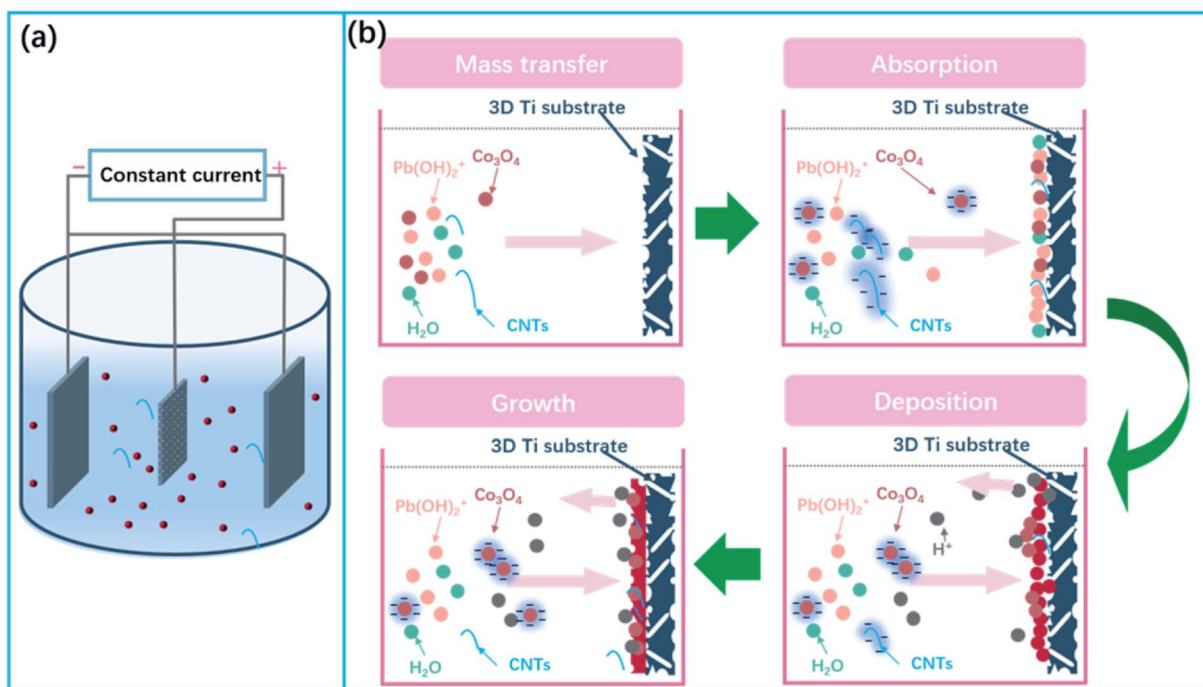 (a)
− Constant current +
(b)
Mass transfer
3D Ti substrate
Co₃O₄
Pb(OH)₂⁺
H₂O
CNTs
Absorption
3D Ti substrate
Co₃O₄
Pb(OH)₂⁺
H₂O
CNTs
Growth
3D Ti substrate
Co₃O₄
Pb(OH)₂⁺
H₂O
CNTs
Deposition
3D Ti substrate
Co₃O₄
Pb(OH)₂⁺
H⁺
H₂O
CNTs